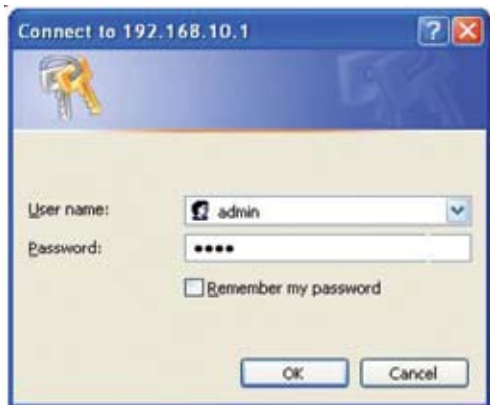 Connect to 192.168.10.1
User name:
admin
Password:
••••
Remember my password
OK
Cancel